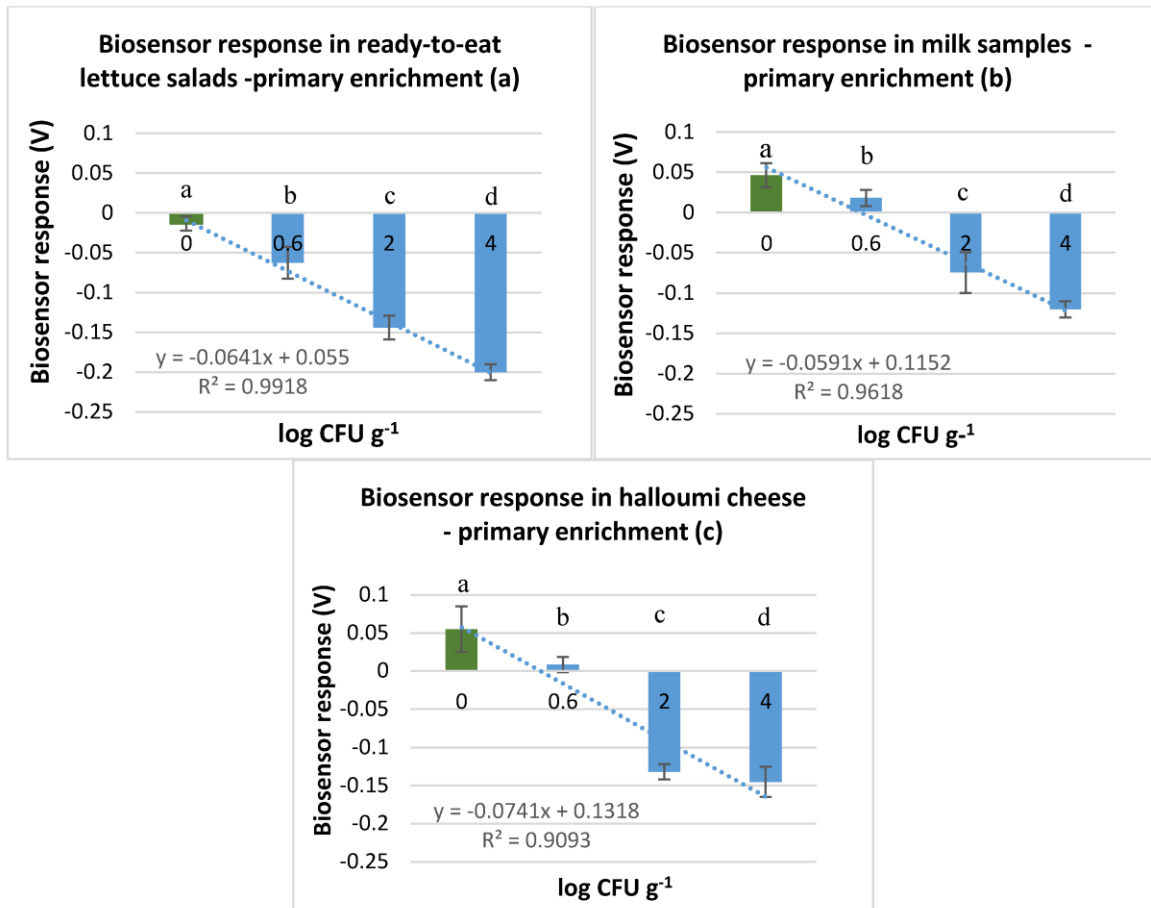 Biosensor response in ready-to-eat
lettuce salads -primary enrichment (a)
Biosensor response (V)
0.1
0.05
0
-0.05
-0.1
-0.15
-0.2
-0.25
a
b
c
d
0
0.6
2
4
y = -0.0641x + 0.055
R² = 0.9918
log CFU g⁻¹
Biosensor response in milk samples -
primary enrichment (b)
Biosensor response (V)
0.1
0.05
0
-0.05
-0.1
-0.15
-0.2
-0.25
a
b
c
d
0
0.6
2
4
y = -0.0591x + 0.1152
R² = 0.9618
log CFU g-¹
Biosensor response in halloumi cheese
- primary enrichment (c)
Biosensor response (V)
0.1
0.05
0
-0.05
-0.1
-0.15
-0.2
-0.25
a
b
c
d
0
0.6
2
4
y = -0.0741x + 0.1318
R² = 0.9093
log CFU g⁻¹